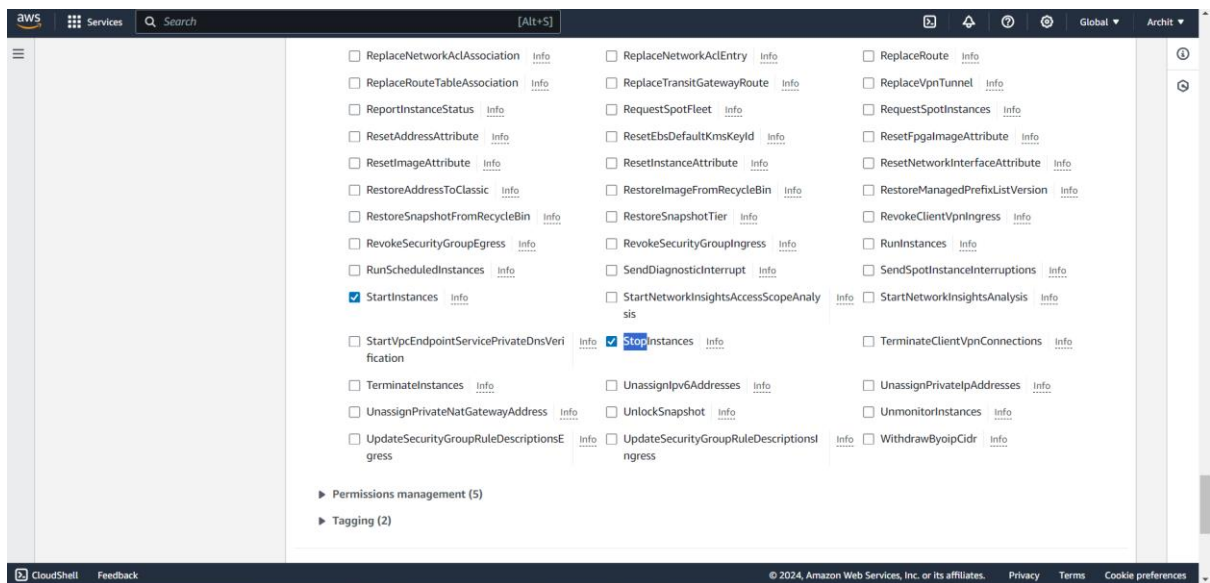 aws Services Search [Alt+S] Global ▼ Archit ▼
ReplaceNetworkAclAssociation Info ReplaceNetworkAclEntry Info ReplaceRoute Info
ReplaceRouteTableAssociation Info ReplaceTransitGatewayRoute Info ReplaceVpnTunnel Info
ReportInstanceStatus Info RequestSpotFleet Info RequestSpotInstances Info
ResetAddressAttribute Info ResetEbsDefaultKmsKeyId Info ResetFpgaImageAttribute Info
ResetImageAttribute Info ResetInstanceAttribute Info ResetNetworkInterfaceAttribute Info
RestoreAddressToClassic Info RestoreImageFromRecycleBin Info RestoreManagedPrefixListVersion Info
RestoreSnapshotFromRecycleBin Info RestoreSnapshotTier Info RevokeClientVpnIngress Info
RevokeSecurityGroupEgress Info RevokeSecurityGroupIngress Info RunInstances Info
RunScheduledInstances Info SendDiagnosticInterrupt Info SendSpotInstanceInterruptions Info
StartInstances Info StartNetworkInsightsAccessScopeAnaly Info StartNetworkInsightsAnalysis Info
sis
StartVpcEndpointServicePrivateDnsVeri Info StopInstances Info TerminateClientVpnConnections Info
fication
TerminateInstances Info UnassignIpv6Addresses Info UnassignPrivateIpAddresses Info
UnassignPrivateNatGatewayAddress Info UnlockSnapshot Info UnmonitorInstances Info
UpdateSecurityGroupRuleDescriptionsE Info UpdateSecurityGroupRuleDescriptionsI Info WithdrawByoipCidr Info
gress ngress
Permissions management (5)
Tagging (2)
CloudShell Feedback © 2024, Amazon Web Services, Inc. or its affiliates. Privacy Terms Cookie preferences